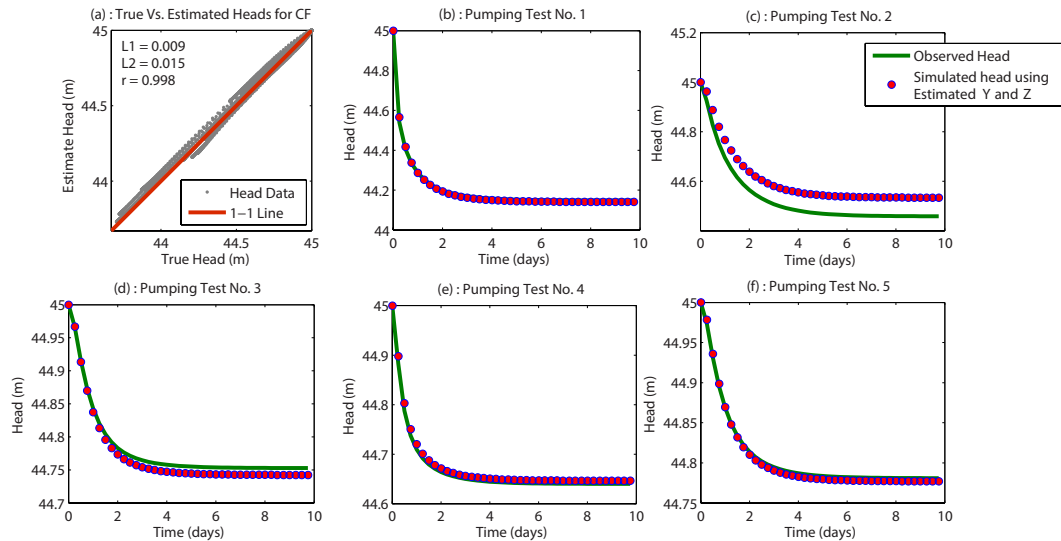 (a) : True Vs. Estimated Heads for CF
45
44.5
44
Estimate Head (m)
L1 = 0.009
L2 = 0.015
r = 0.998
Head Data
1−1 Line
44 44.5 45
True Head (m)
(b) : Pumping Test No. 1
45
44.8
44.6
44.4
44.2
44
Head (m)
0 2 4 6 8 10
Time (days)
(c) : Pumping Test No. 2
45.2
45
44.8
44.6
Head (m)
Observed Head
Simulated head using
Estimated Y and Z
0 2 4 6 8 10
Time (days)
(d) : Pumping Test No. 3
45
44.95
44.9
44.85
44.8
44.75
44.7
Head (m)
0 2 4 6 8 10
Time (days)
(e) : Pumping Test No. 4
45
44.9
44.8
44.7
44.6
Head (m)
0 2 4 6 8 10
Time (days)
(f) : Pumping Test No. 5
45
44.95
44.9
44.85
44.8
44.75
Head (m)
0 2 4 6 8 10
Time (days)